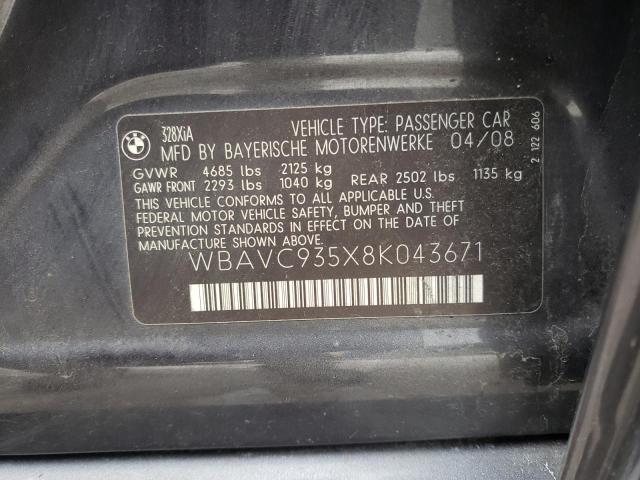 BMW
328XiA
VEHICLE TYPE: PASSENGER CAR
MFD BY BAYERISCHE MOTORENWERKE 04/08
GVWR 4685 lbs 2125 kg
GAWR FRONT 2293 lbs 1040 kg REAR 2502 lbs 1135 kg
THIS VEHICLE CONFORMS TO ALL APPLICABLE U.S.
FEDERAL MOTOR VEHICLE SAFETY, BUMPER AND THEFT
PREVENTION STANDARDS IN EFFECT ON THE DATE OF
MANUFACTURE SHOWN ABOVE.
WBAVC935X8K043671
2 122 606